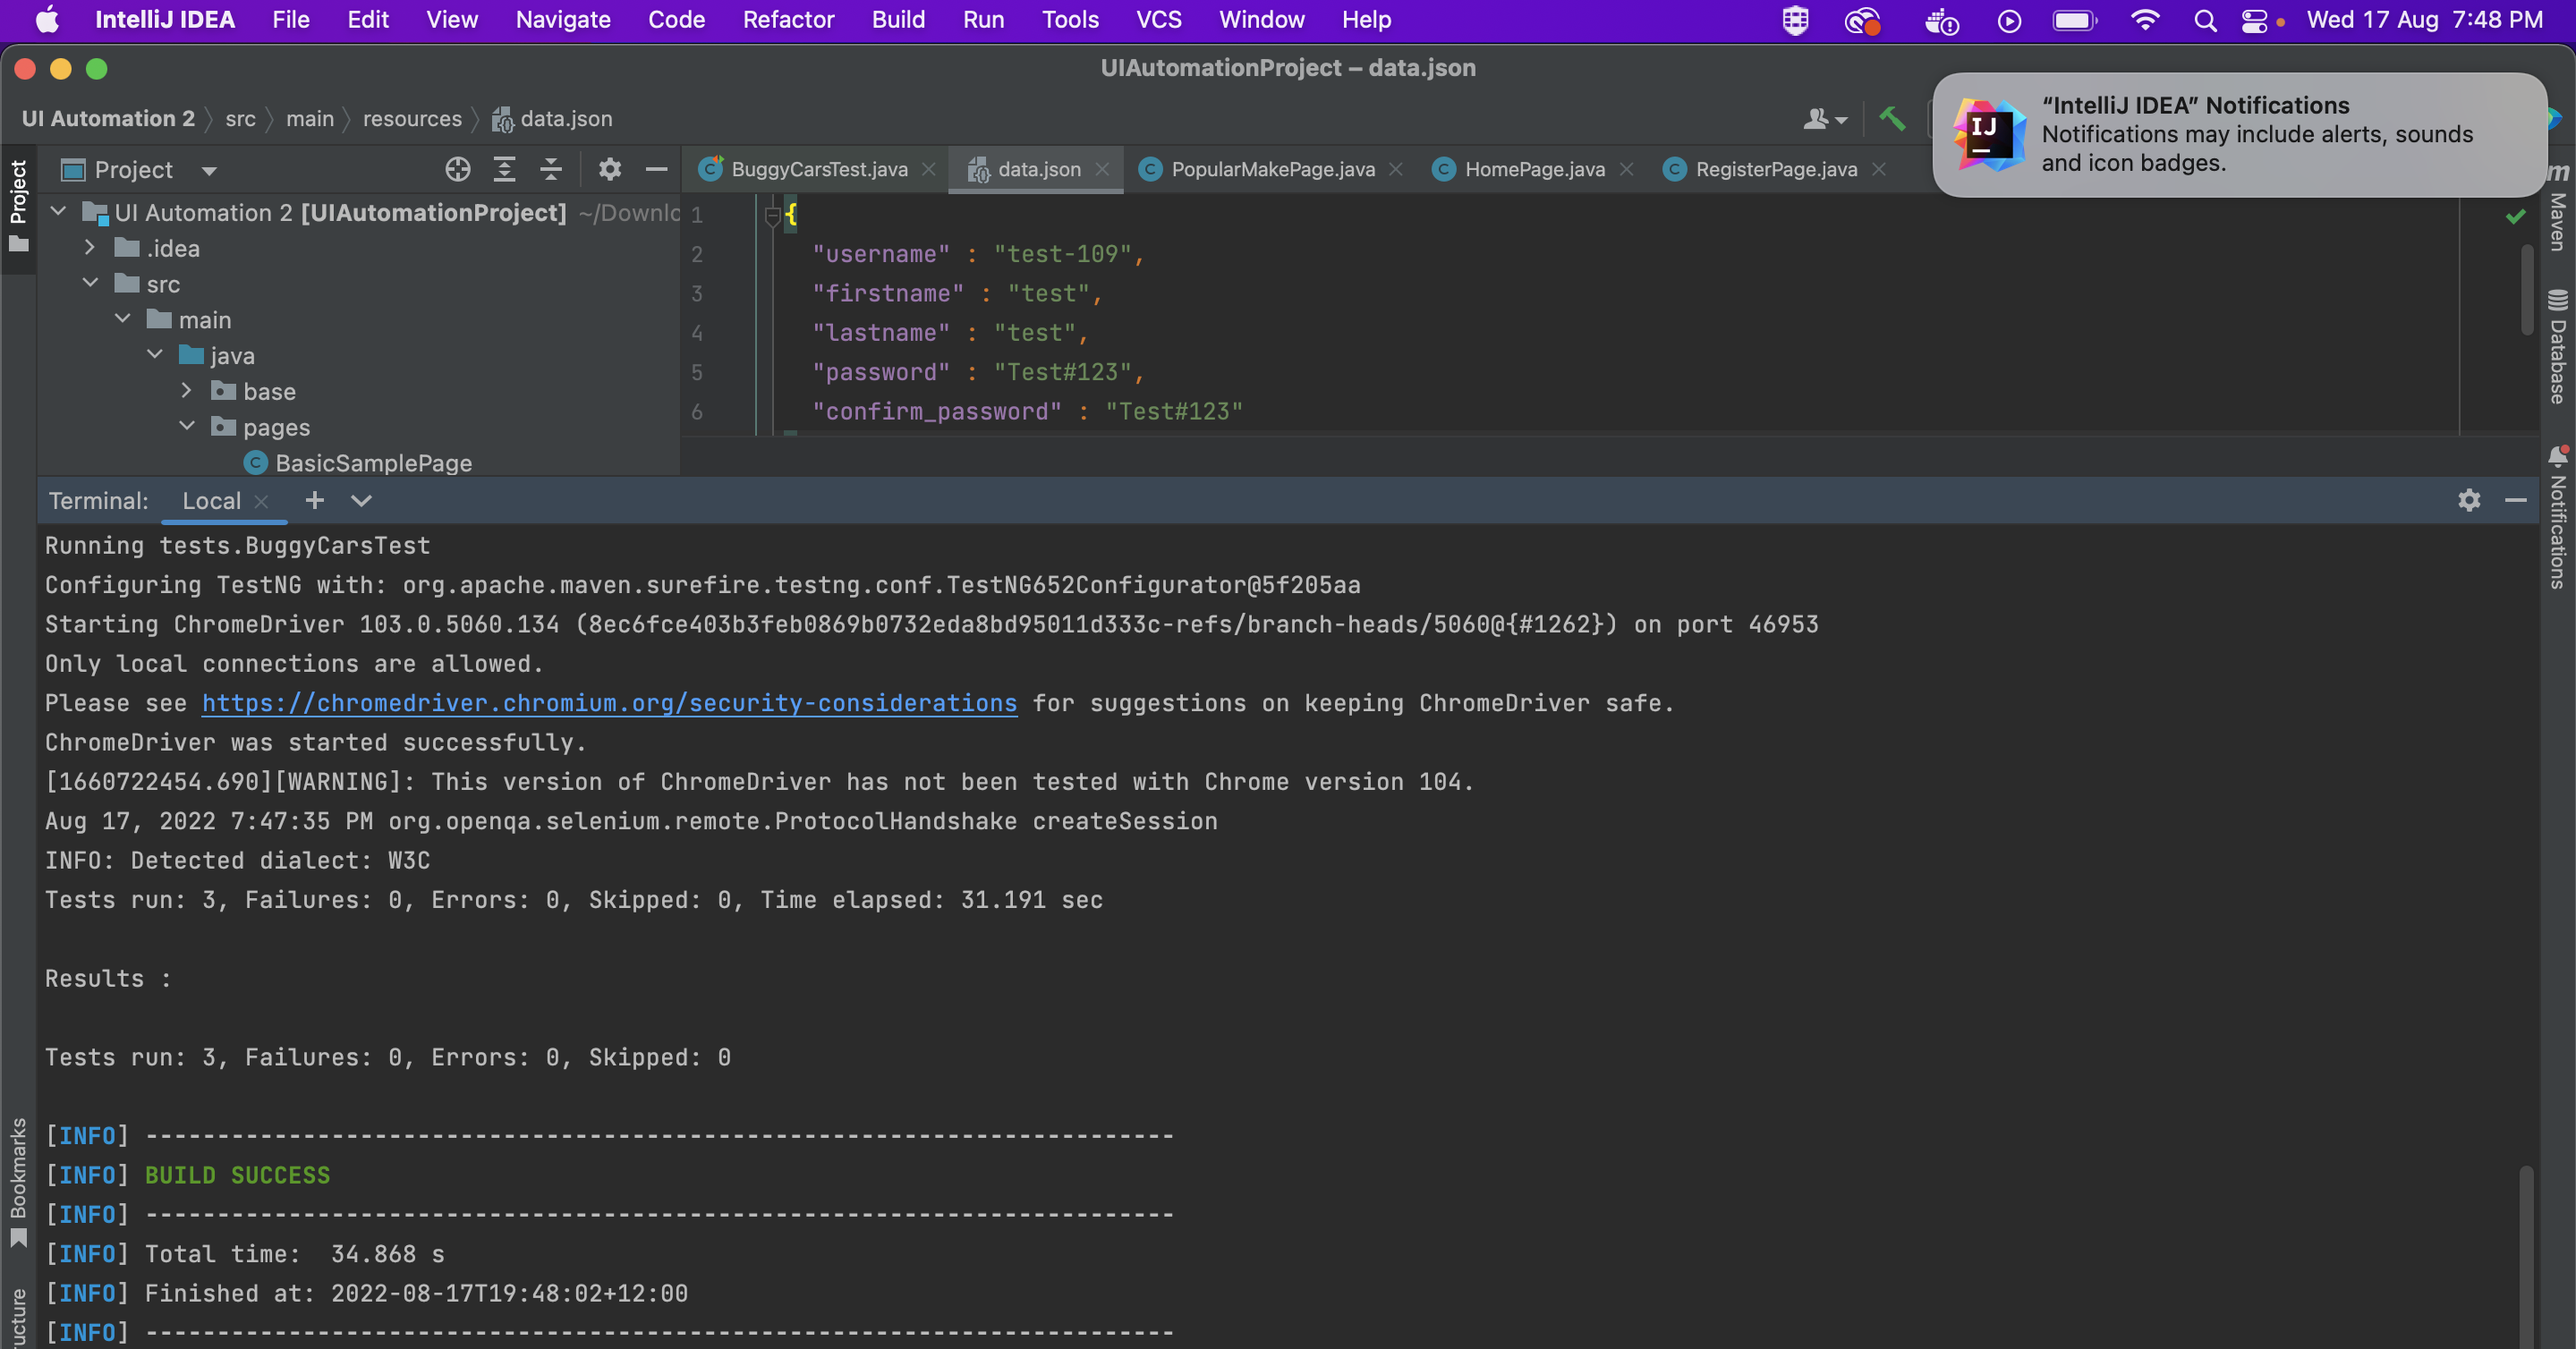 IntelliJ IDEA File Edit View Navigate Code Refactor Build Run Tools VCS Window Help Wed 17 Aug 7:48 PM
UIAutomationProject – data.json
“IntelliJ IDEA” Notifications
Notifications may include alerts, sounds
and icon badges.
IJ
UI Automation 2 src main resources data.json
Project
BuggyCarsTest.java data.json PopularMakePage.java HomePage.java RegisterPage.java
Project
UI Automation 2 [UIAutomationProject] ~/Downlo
.idea
src
main
java
base
pages
BasicSamplePage
1 {
2 "username" : "test-109",
3 "firstname" : "test",
4 "lastname" : "test",
5 "password" : "Test#123",
6 "confirm_password" : "Test#123"
m
Maven
Database
Notifications
Terminal: Local
Running tests.BuggyCarsTest
Configuring TestNG with: org.apache.maven.surefire.testng.conf.TestNG652Configurator@5f205aa
Starting ChromeDriver 103.0.5060.134 (8ec6fce403b3feb0869b0732eda8bd95011d333c-refs/branch-heads/5060@{#1262}) on port 46953
Only local connections are allowed.
Please see https://chromedriver.chromium.org/security-considerations for suggestions on keeping ChromeDriver safe.
ChromeDriver was started successfully.
[1660722454.690][WARNING]: This version of ChromeDriver has not been tested with Chrome version 104.
Aug 17, 2022 7:47:35 PM org.openqa.selenium.remote.ProtocolHandshake createSession
INFO: Detected dialect: W3C
Tests run: 3, Failures: 0, Errors: 0, Skipped: 0, Time elapsed: 31.191 sec
Results :
Tests run: 3, Failures: 0, Errors: 0, Skipped: 0
[INFO] ------------------------------------------------------------------------
[INFO] BUILD SUCCESS
[INFO] ------------------------------------------------------------------------
[INFO] Total time:  34.868 s
[INFO] Finished at: 2022-08-17T19:48:02+12:00
[INFO] ------------------------------------------------------------------------
Bookmarks
ucture